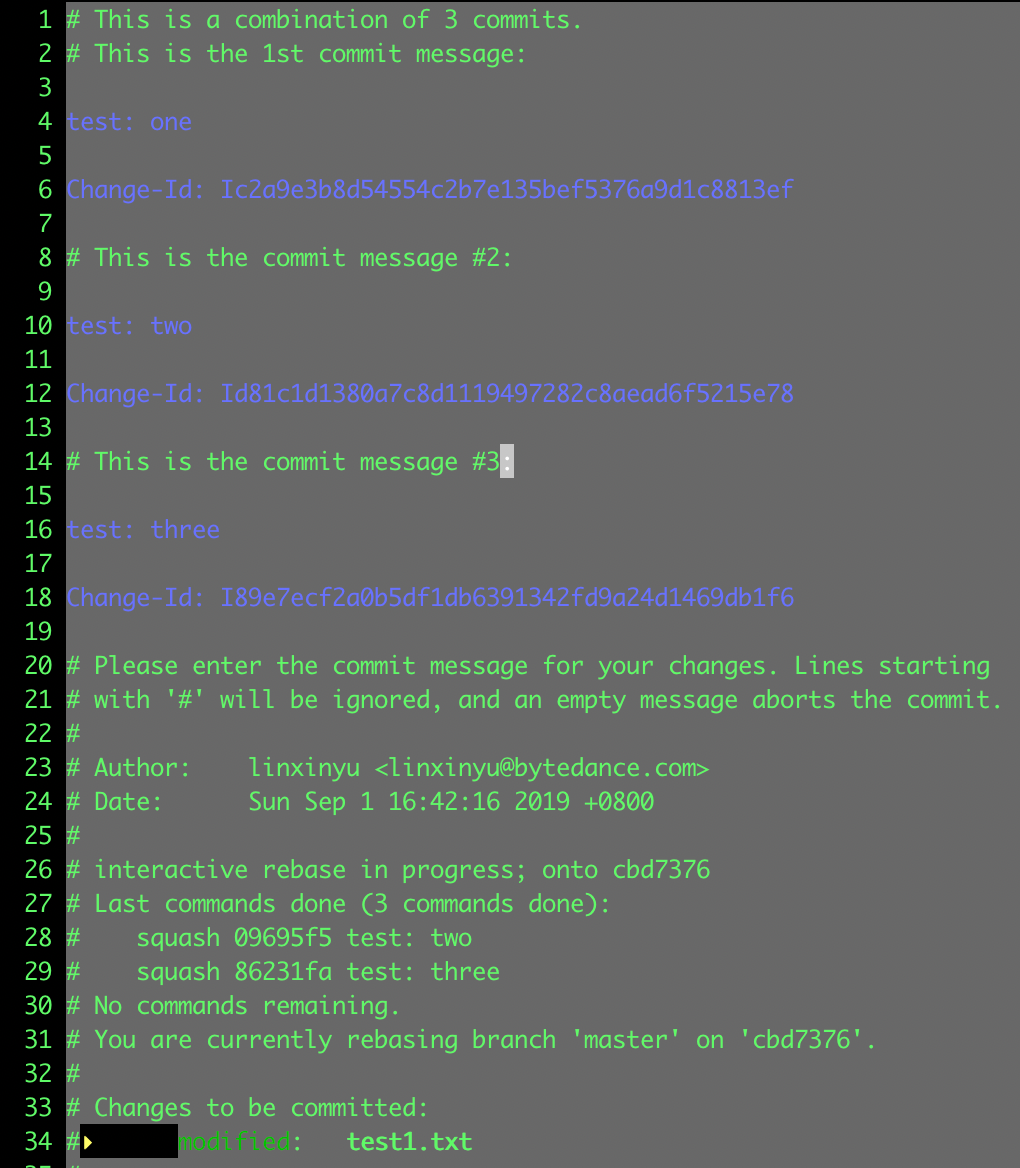 1 # This is a combination of 3 commits.
2 # This is the 1st commit message:
3
4 test: one
5
6 Change-Id: Ic2a9e3b8d54554c2b7e135bef5376a9d1c8813ef
7
8 # This is the commit message #2:
9
10 test: two
11
12 Change-Id: Id81c1d1380a7c8d1119497282c8aead6f5215e78
13
14 # This is the commit message #3:
15
16 test: three
17
18 Change-Id: I89e7ecf2a0b5df1db6391342fd9a24d1469db1f6
19
20 # Please enter the commit message for your changes. Lines starting
21 # with '#' will be ignored, and an empty message aborts the commit.
22 #
23 # Author:    linxinyu <linxinyu@bytedance.com>
24 # Date:      Sun Sep 1 16:42:16 2019 +0800
25 #
26 # interactive rebase in progress; onto cbd7376
27 # Last commands done (3 commands done):
28 #    squash 09695f5 test: two
29 #    squash 86231fa test: three
30 # No commands remaining.
31 # You are currently rebasing branch 'master' on 'cbd7376'.
32 #
33 # Changes to be committed:
34 #▸      modified:   test1.txt